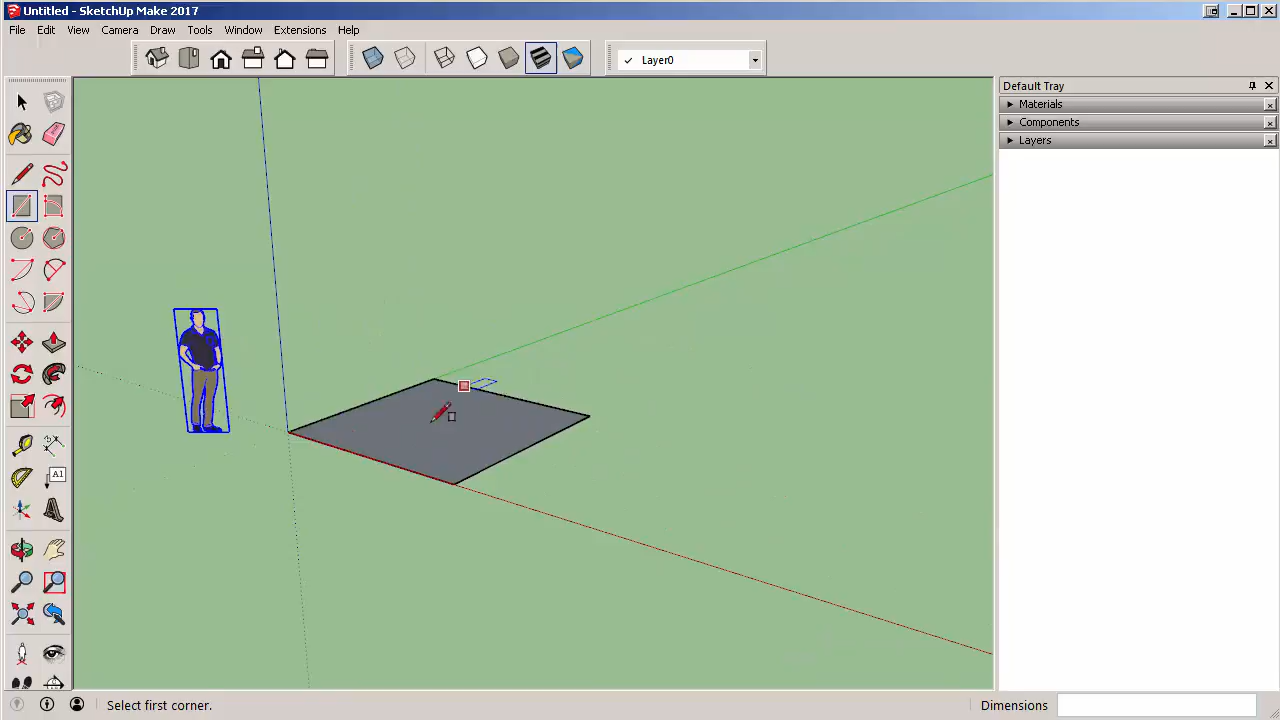 Untitled - SketchUp Make 2017
File Edit View Camera Draw Tools Window Extensions Help
Layer0
Default Tray
Materials
Components
Layers
A1
Select first corner.
Dimensions